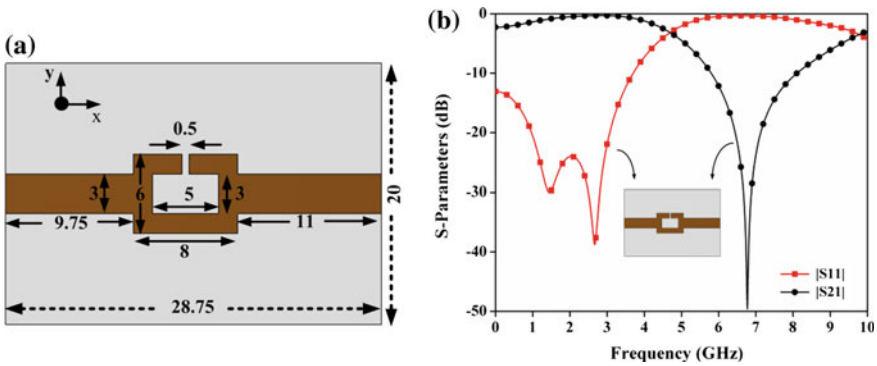 (a)
y
x
0.5
3
6
5
3
9.75
11
8
20
28.75
(b)
0
-10
-20
-30
-40
-50
S-Parameters (dB)
|S11|
|S21|
0 1 2 3 4 5 6 7 8 9 10
Frequency (GHz)